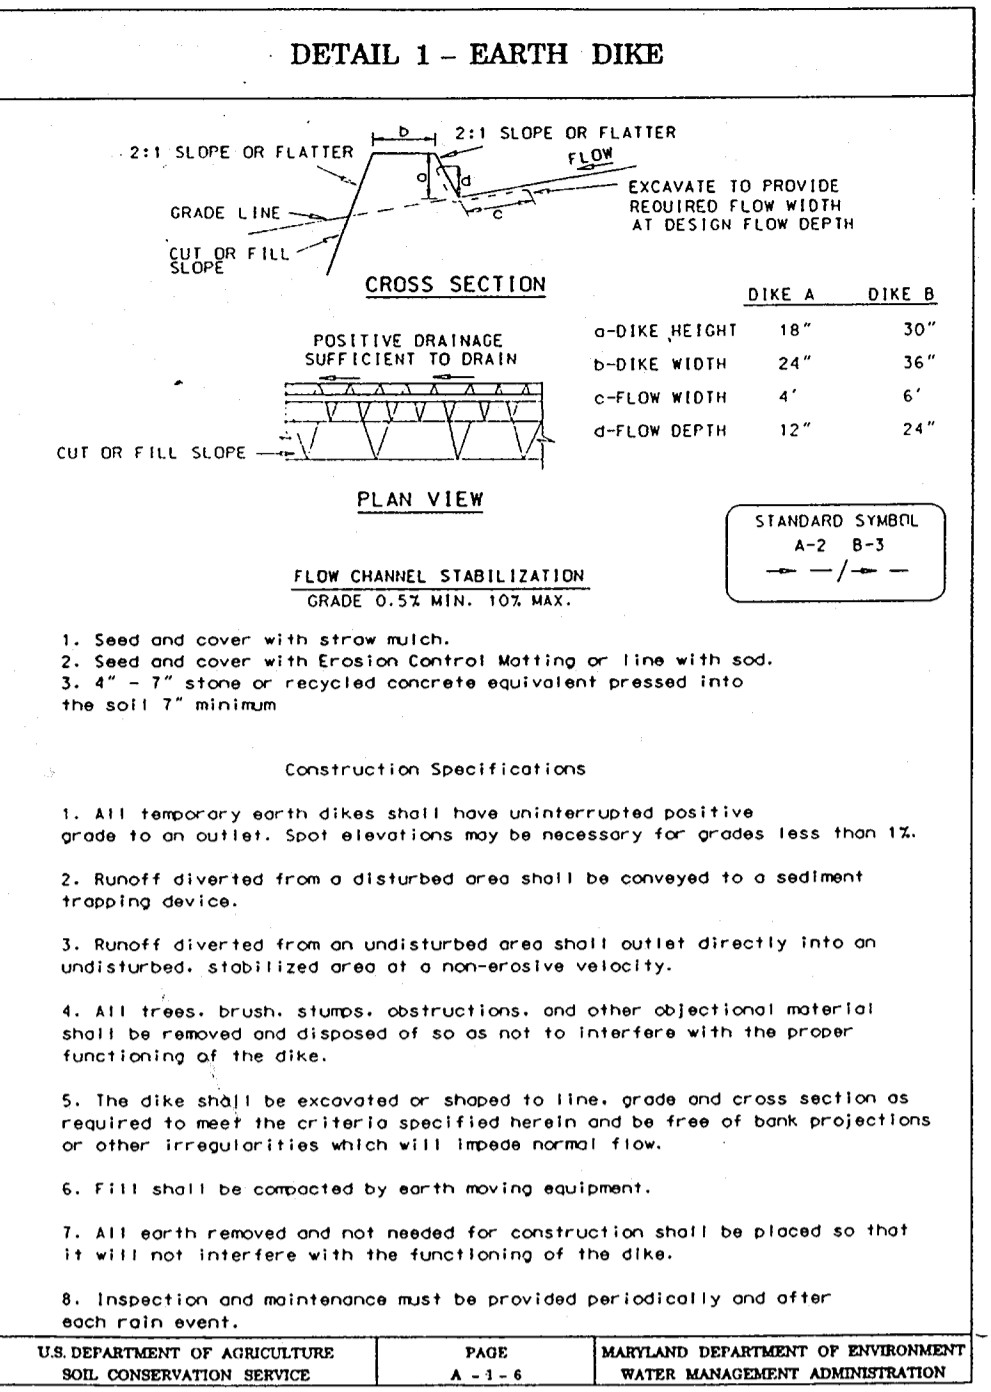 DETAIL 1 – EARTH DIKE
b
2:1 SLOPE OR FLATTER
2:1 SLOPE OR FLATTER
FLOW
a
d
EXCAVATE TO PROVIDE
REQUIRED FLOW WIDTH
AT DESIGN FLOW DEPTH
GRADE LINE
c
CUT OR FILL
SLOPE
CROSS SECTION
DIKE A DIKE B
a-DIKE HEIGHT 18" 30"
b-DIKE WIDTH 24" 36"
c-FLOW WIDTH 4' 6'
d-FLOW DEPTH 12" 24"
POSITIVE DRAINAGE
SUFFICIENT TO DRAIN
CUT OR FILL SLOPE
PLAN VIEW
STANDARD SYMBOL
A-2 B-3
FLOW CHANNEL STABILIZATION
GRADE 0.5% MIN. 10% MAX.
1. Seed and cover with straw mulch.
2. Seed and cover with Erosion Control Matting or line with sod.
3. 4" - 7" stone or recycled concrete equivalent pressed into
the soil 7" minimum
Construction Specifications
1. All temporary earth dikes shall have uninterrupted positive
grade to an outlet. Spot elevations may be necessary for grades less than 1%.
2. Runoff diverted from a disturbed area shall be conveyed to a sediment
trapping device.
3. Runoff diverted from an undisturbed area shall outlet directly into an
undisturbed, stabilized area at a non-erosive velocity.
4. All trees, brush, stumps, obstructions, and other objectional material
shall be removed and disposed of so as not to interfere with the proper
functioning of the dike.
5. The dike shall be excavated or shaped to line, grade and cross section as
required to meet the criteria specified herein and be free of bank projections
or other irregularities which will impede normal flow.
6. Fill shall be compacted by earth moving equipment.
7. All earth removed and not needed for construction shall be placed so that
it will not interfere with the functioning of the dike.
8. Inspection and maintenance must be provided periodically and after
each rain event.
U.S. DEPARTMENT OF AGRICULTURE
SOIL CONSERVATION SERVICE
PAGE
A - 1 - 6
MARYLAND DEPARTMENT OF ENVIRONMENT
WATER MANAGEMENT ADMINISTRATION